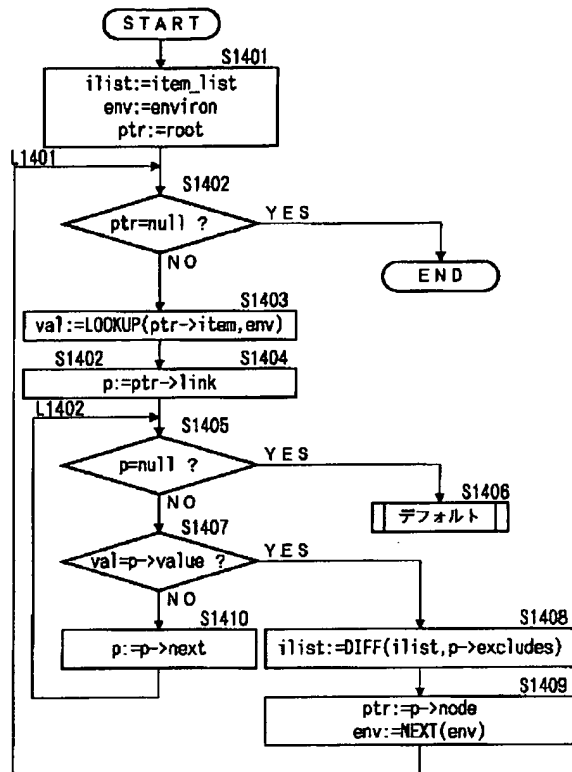 START
S1401
ilist:=item_list
env:=environ
ptr:=root
L1401
S1402
ptr=null ?
YES
END
NO
S1403
val:=LOOKUP(ptr->item,env)
S1402 S1404
p:=ptr->link
L1402
S1405
p=null ?
YES
S1406
デフォルト
NO
S1407
val=p->value ?
YES
NO
S1410
p:=p->next
S1408
ilist:=DIFF(ilist,p->excludes)
S1409
ptr:=p->node
env:=NEXT(env)